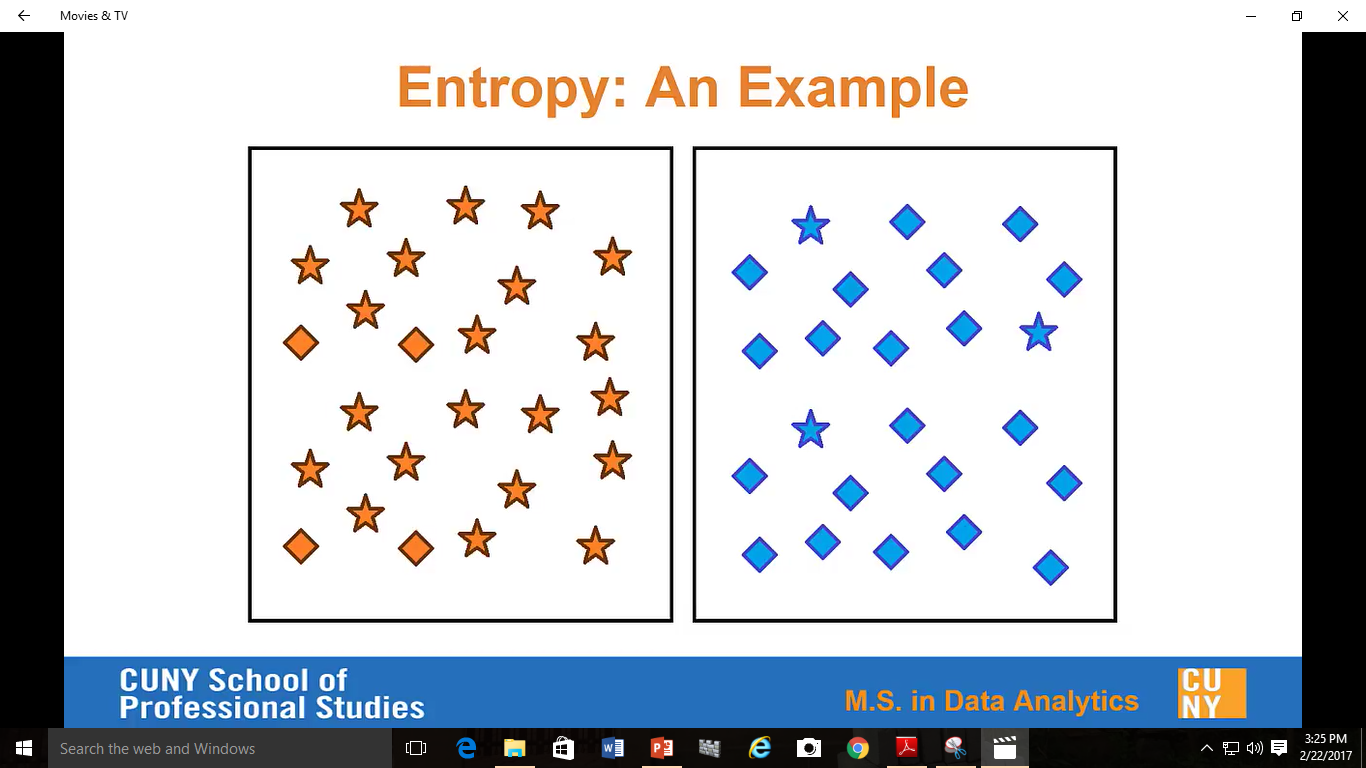 Movies & TV
Entropy: An Example
CUNY School of
Professional Studies
M.S. in Data Analytics
CU
NY
Search the web and Windows
3:25 PM
2/22/2017